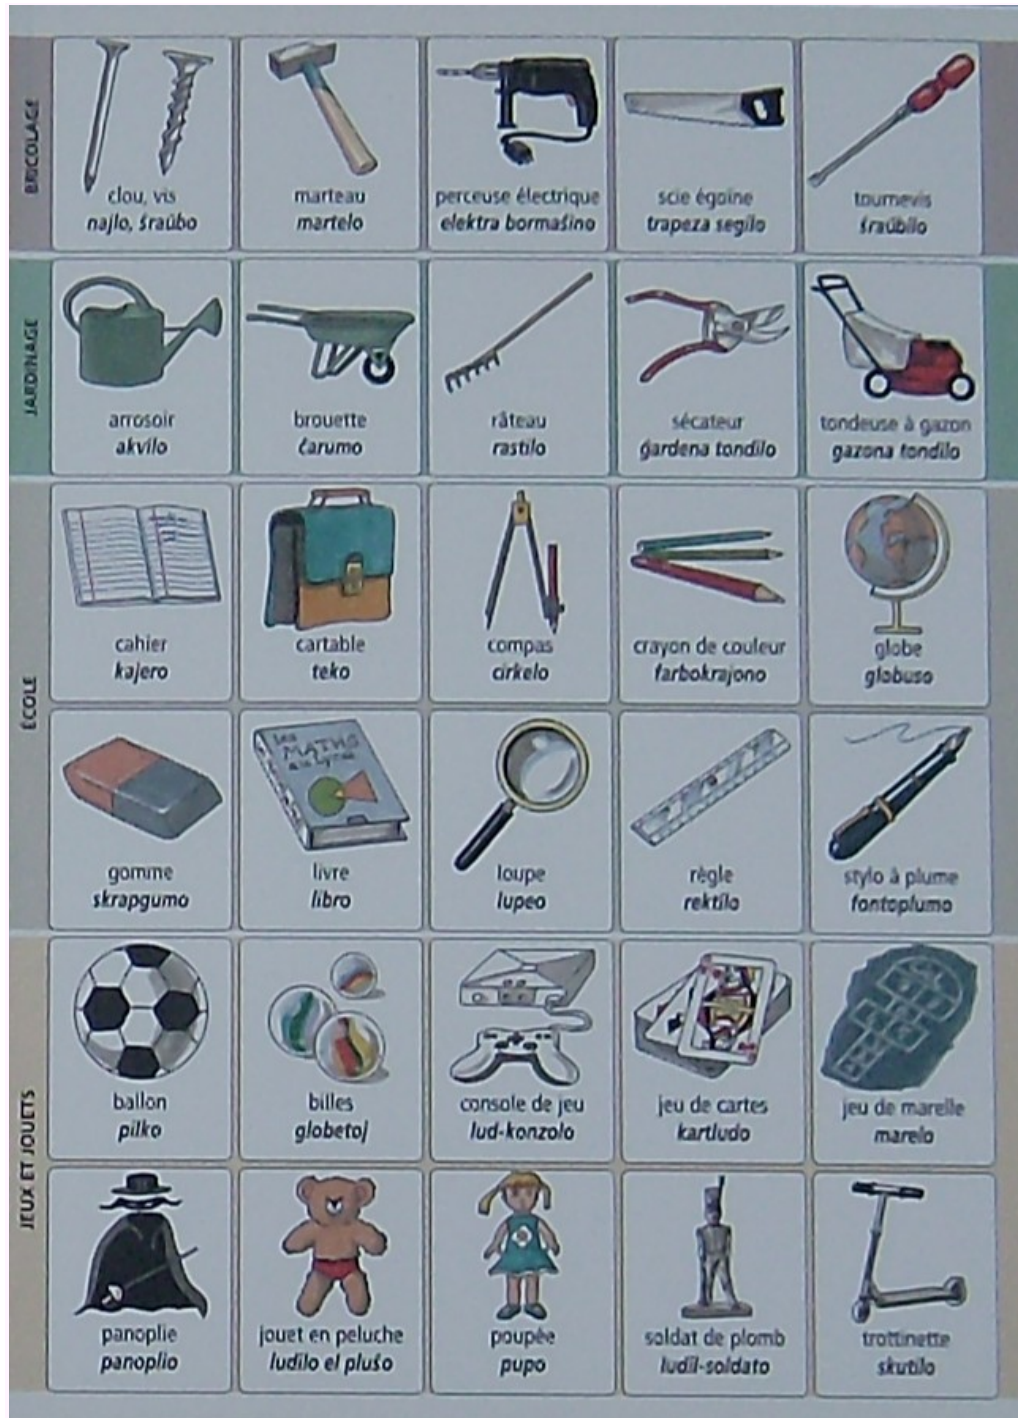 BRICOLAGE
clou, vis
najlo, ŝraŭbo
marteau
martelo
perceuse électrique
elektra bormaŝino
scie égoïne
trapeza segilo
tournevis
ŝraŭbilo
JARDINAGE
arrosoir
akvilo
brouette
ĉarumo
râteau
rastilo
sécateur
ĝardena tondilo
tondeuse à gazon
gazona tondilo
ÉCOLE
cahier
kajero
cartable
teko
compas
cirkelo
crayon de couleur
farbokrajono
globe
globuso
gomme
skrapgumo
Les
MATHS
au Lycée
livre
libro
loupe
lupeo
règle
rektilo
stylo à plume
fontoplumo
JEUX ET JOUETS
ballon
pilko
billes
globetoj
console de jeu
lud-konzolo
jeu de cartes
kartludo
jeu de marelle
marelo
panoplie
panoplio
jouet en peluche
ludilo el pluŝo
poupée
pupo
soldat de plomb
ludil-soldato
trottinette
skutilo